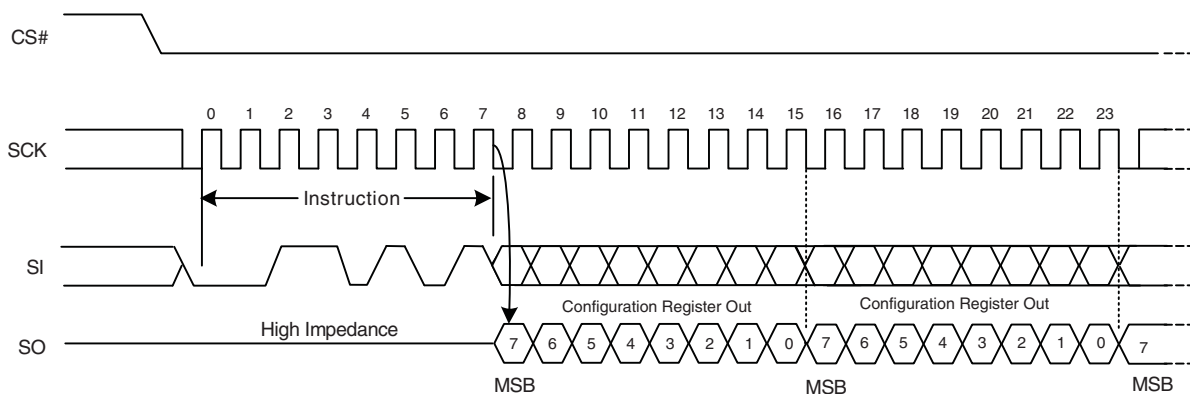 CS#
0 1 2 3 4 5 6 7 8 9 10 11 12 13 14 15 16 17 18 19 20 21 22 23
SCK
Instruction
SI
Configuration Register Out Configuration Register Out
High Impedance
SO
7 6 5 4 3 2 1 0 7 6 5 4 3 2 1 0 7
MSB MSB MSB